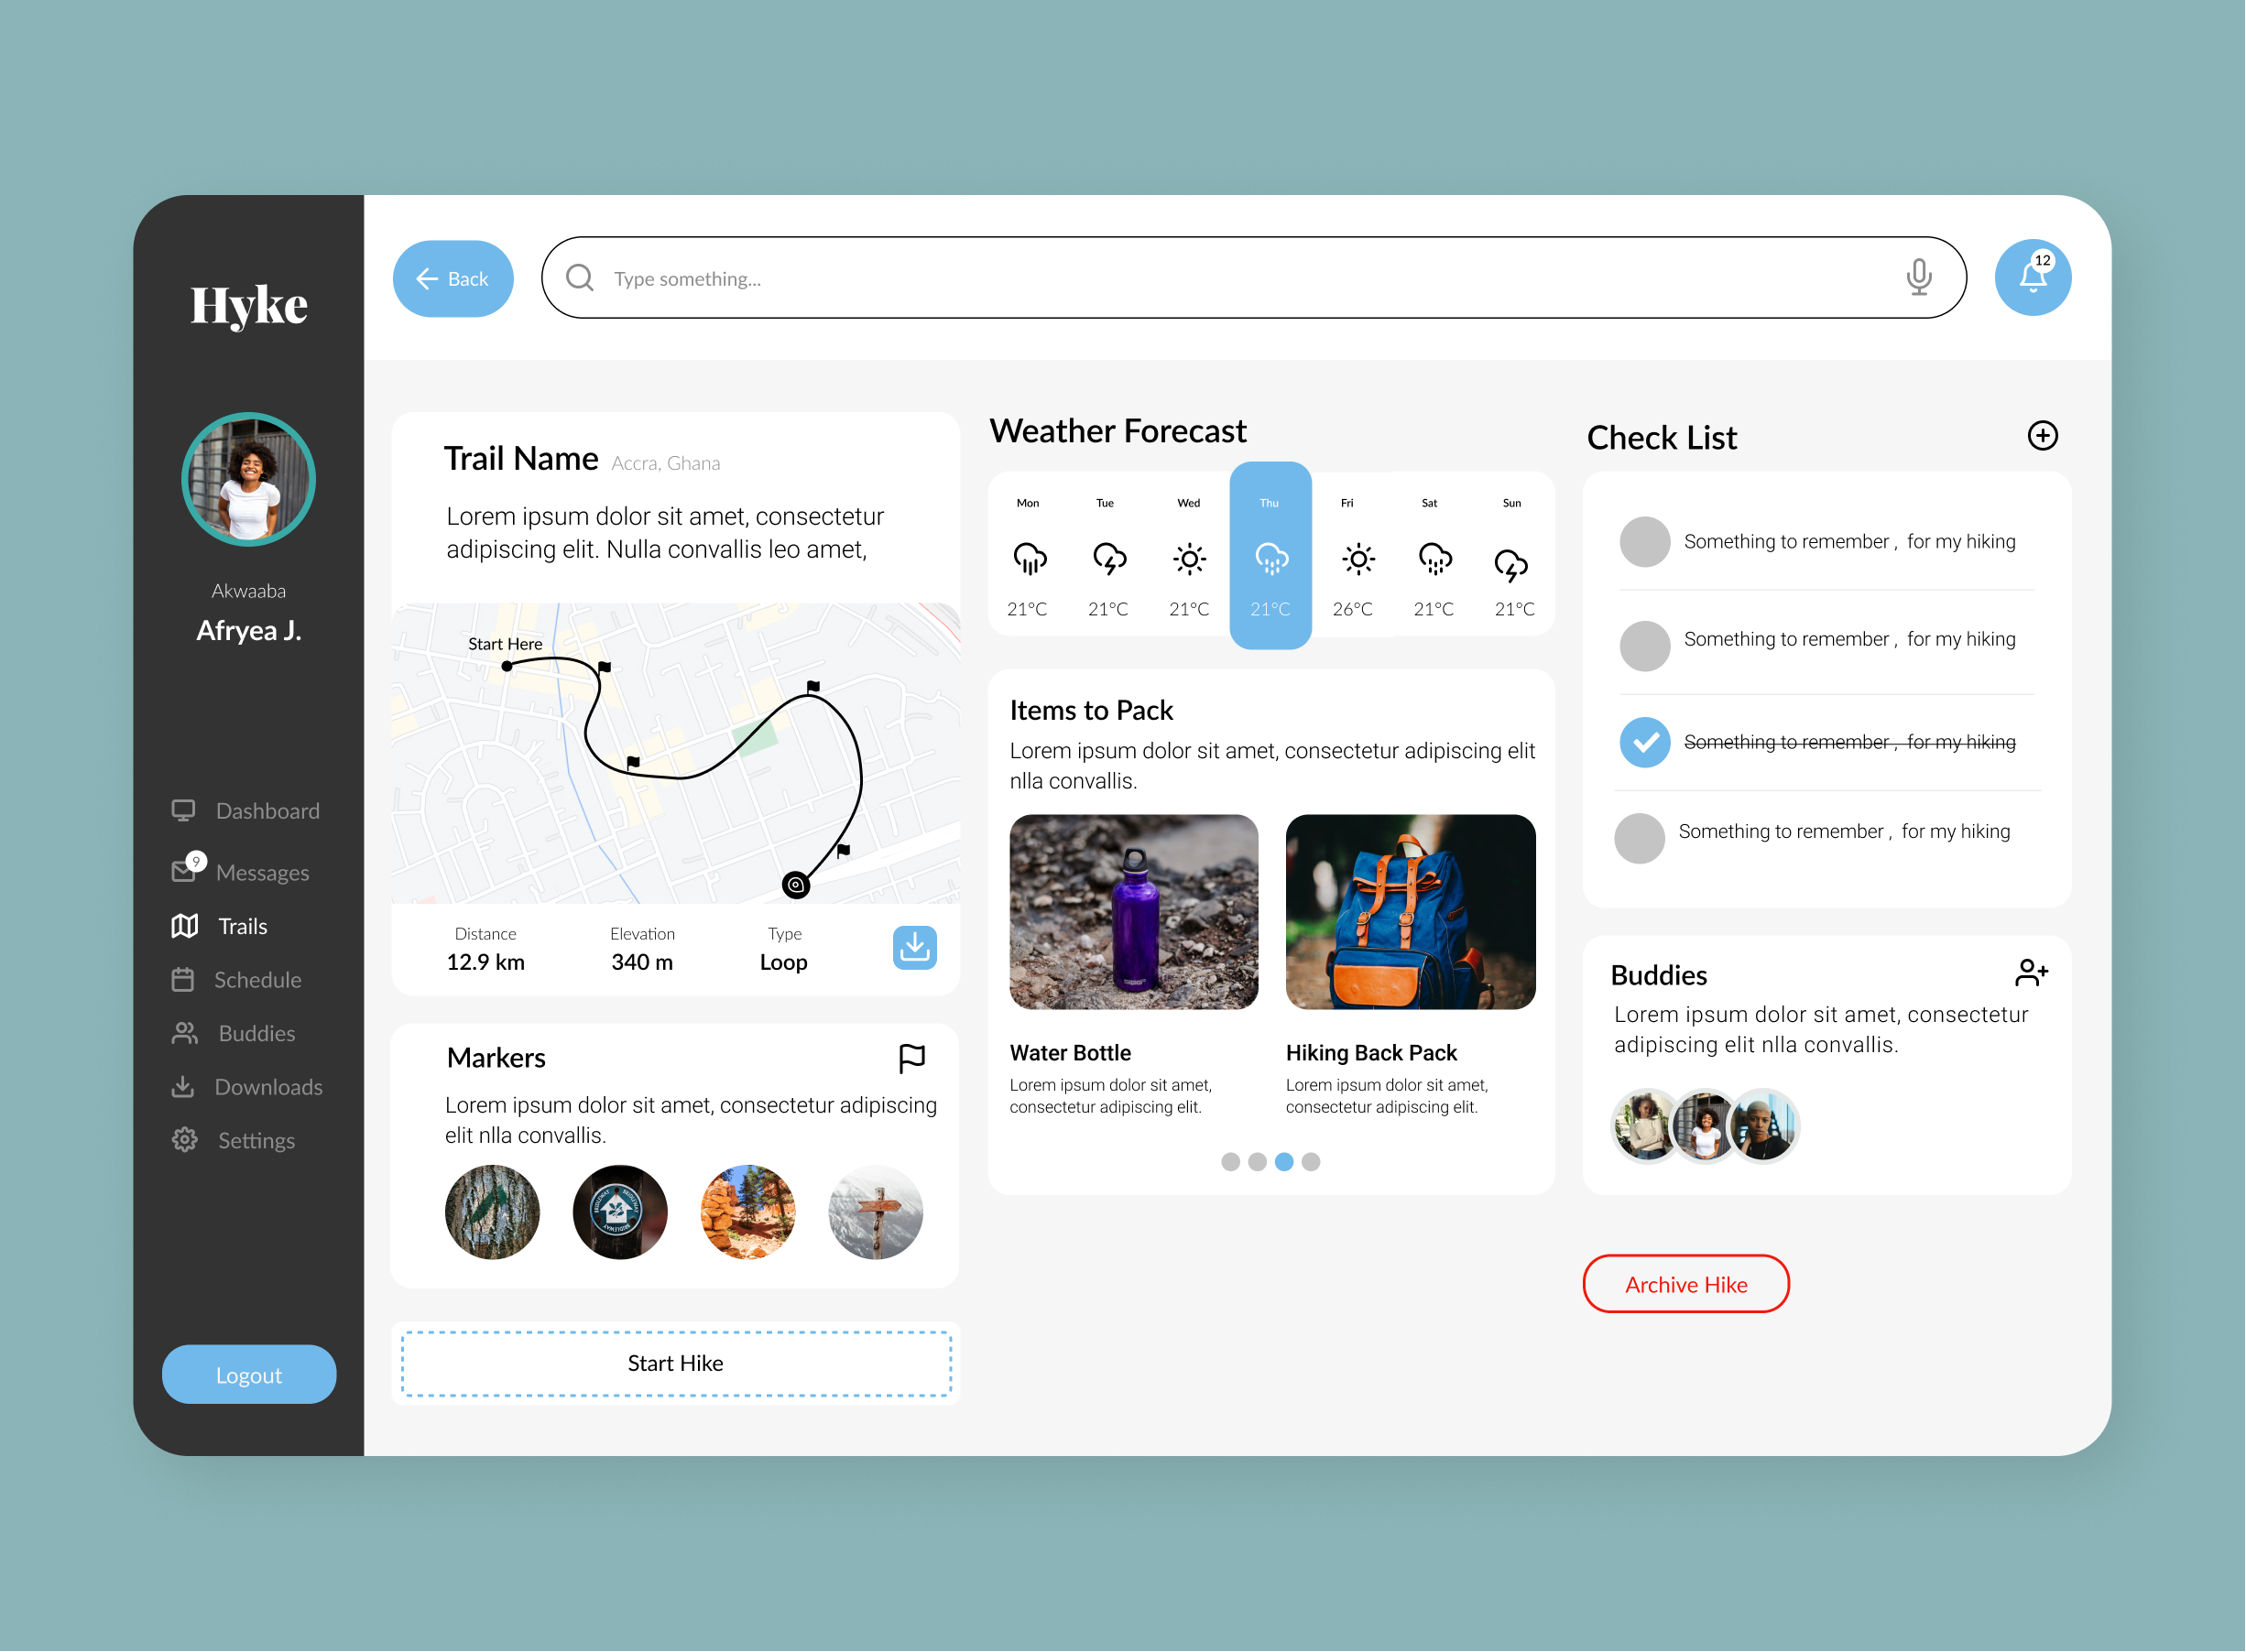 Hyke
Akwaaba
Afryea J.
Dashboard
9
Messages
Trails
Schedule
Buddies
Downloads
Settings
Logout
Back
Type something...
12
Trail Name Accra, Ghana
Lorem ipsum dolor sit amet, consectetur
adipiscing elit. Nulla convallis leo amet,
Start Here
Distance Elevation Type
12.9 km 340 m Loop
Markers
Lorem ipsum dolor sit amet, consectetur adipiscing
elit nlla convallis.
BRIDLEWAY BRIDLEWAY BRIDLEWAY
Start Hike
Weather Forecast
Mon Tue Wed Thu Fri Sat Sun
21°C 21°C 21°C 21°C 26°C 21°C 21°C
Items to Pack
Lorem ipsum dolor sit amet, consectetur adipiscing elit
nlla convallis.
Water Bottle
Lorem ipsum dolor sit amet,
consectetur adipiscing elit.
Hiking Back Pack
Lorem ipsum dolor sit amet,
consectetur adipiscing elit.
Check List
Something to remember , for my hiking
Something to remember , for my hiking
Something to remember , for my hiking
Something to remember , for my hiking
Buddies
Lorem ipsum dolor sit amet, consectetur
adipiscing elit nlla convallis.
Archive Hike